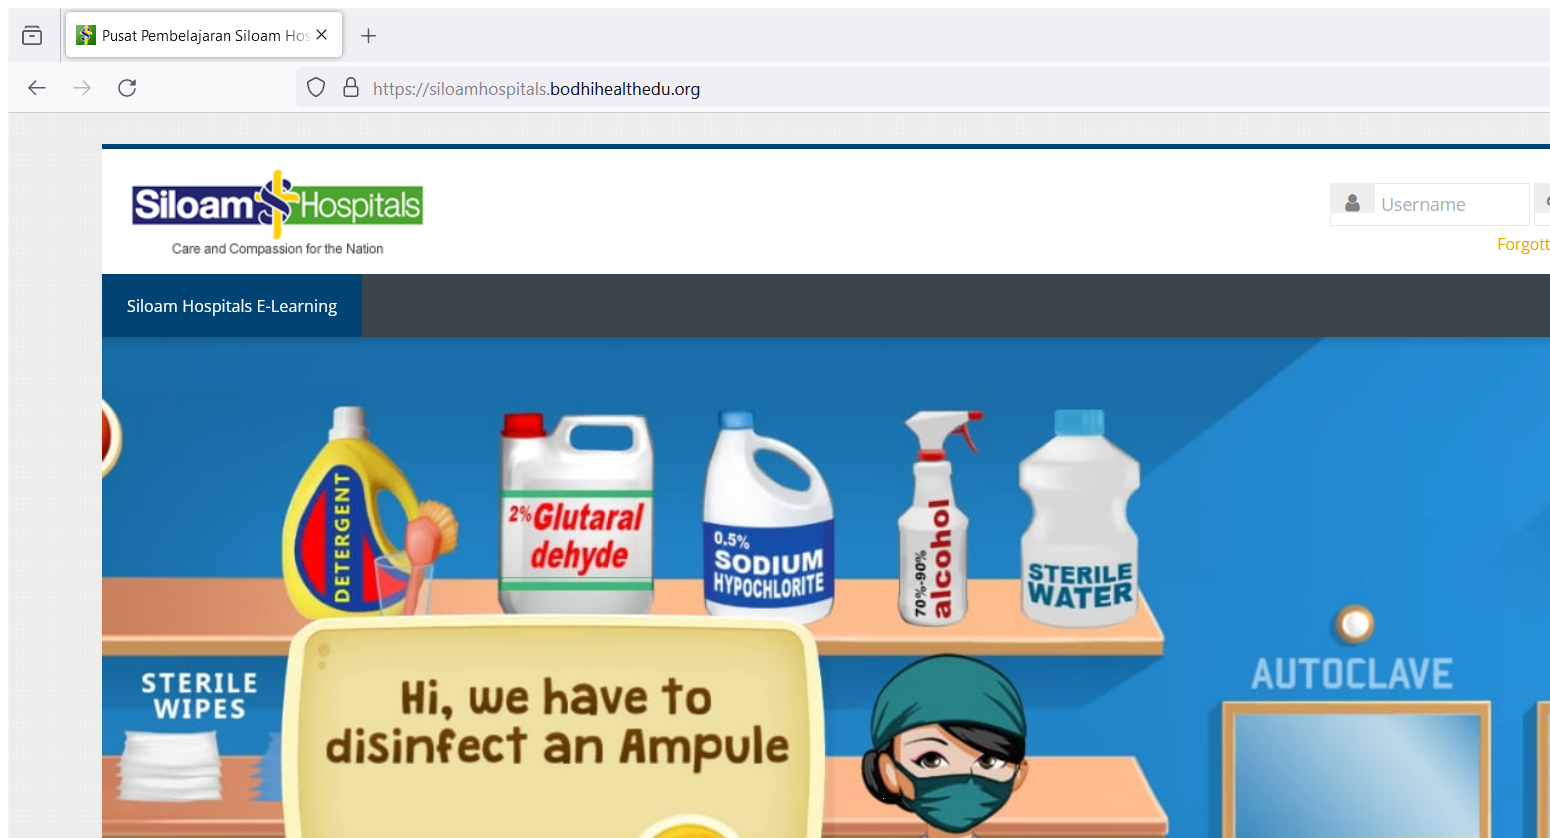 Pusat Pembelajaran Siloam Hos
https://siloamhospitals.bodhihealthedu.org
Siloam Hospitals
Care and Compassion for the Nation
Username
Forgott
Siloam Hospitals E-Learning
DETERGENT
2% Glutaral
dehyde
0.5%
SODIUM
HYPOCHLORITE
70%-90%
alcohol
STERILE
WATER
AUTOCLAVE
STERILE
WIPES
Hi, we have to
disinfect an Ampule